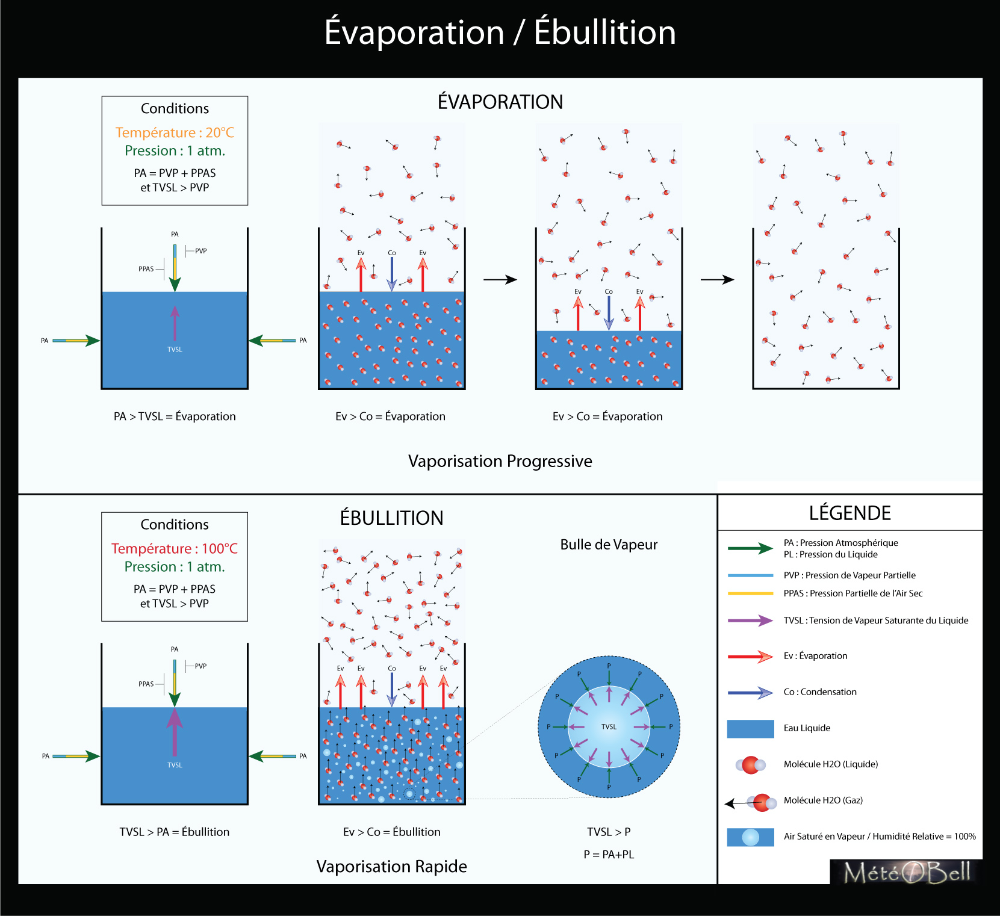 Évaporation / Ébullition
ÉVAPORATION
Conditions
Température : 20°C
Pression : 1 atm.
PA = PVP + PPAS
et TVSL > PVP
PA
PVP
PPAS
TVSL
PA
PA
PA > TVSL = Évaporation
Ev
Co
Ev
Ev > Co = Évaporation
Ev
Co
Ev
Ev > Co = Évaporation
Vaporisation Progressive
ÉBULLITION
Conditions
Température : 100°C
Pression : 1 atm.
PA = PVP + PPAS
et TVSL > PVP
PA
PVP
PPAS
TVSL
PA
PA
TVSL > PA = Ébullition
Ev
Ev
Co
Ev
Ev
Ev > Co = Ébullition
Vaporisation Rapide
Bulle de Vapeur
P
P
P
P
P
P
TVSL
P
P
P
P
P
P
TVSL > P
P = PA+PL
LÉGENDE
PA : Pression Atmosphérique
PL : Pression du Liquide
PVP : Pression de Vapeur Partielle
PPAS : Pression Partielle de l'Air Sec
TVSL : Tension de Vapeur Saturante du Liquide
Ev : Évaporation
Co : Condensation
Eau Liquide
Molécule H2O (Liquide)
Molécule H2O (Gaz)
Air Saturé en Vapeur / Humidité Relative = 100%
MétéOBell